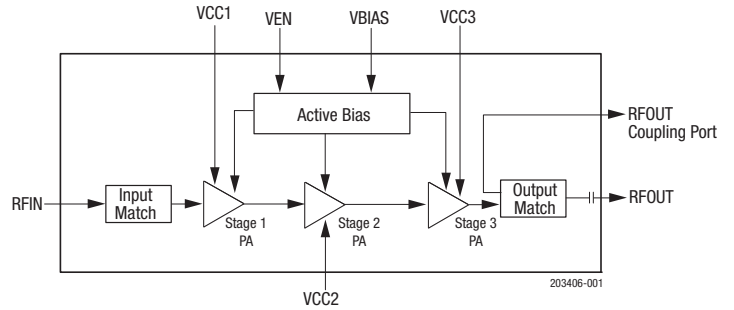 VCC1
VEN
VBIAS
VCC3
Active Bias
RFOUT
Coupling Port
RFIN
Input
Match
Stage 1
PA
Stage 2
PA
Stage 3
PA
Output
Match
RFOUT
VCC2
203406-001